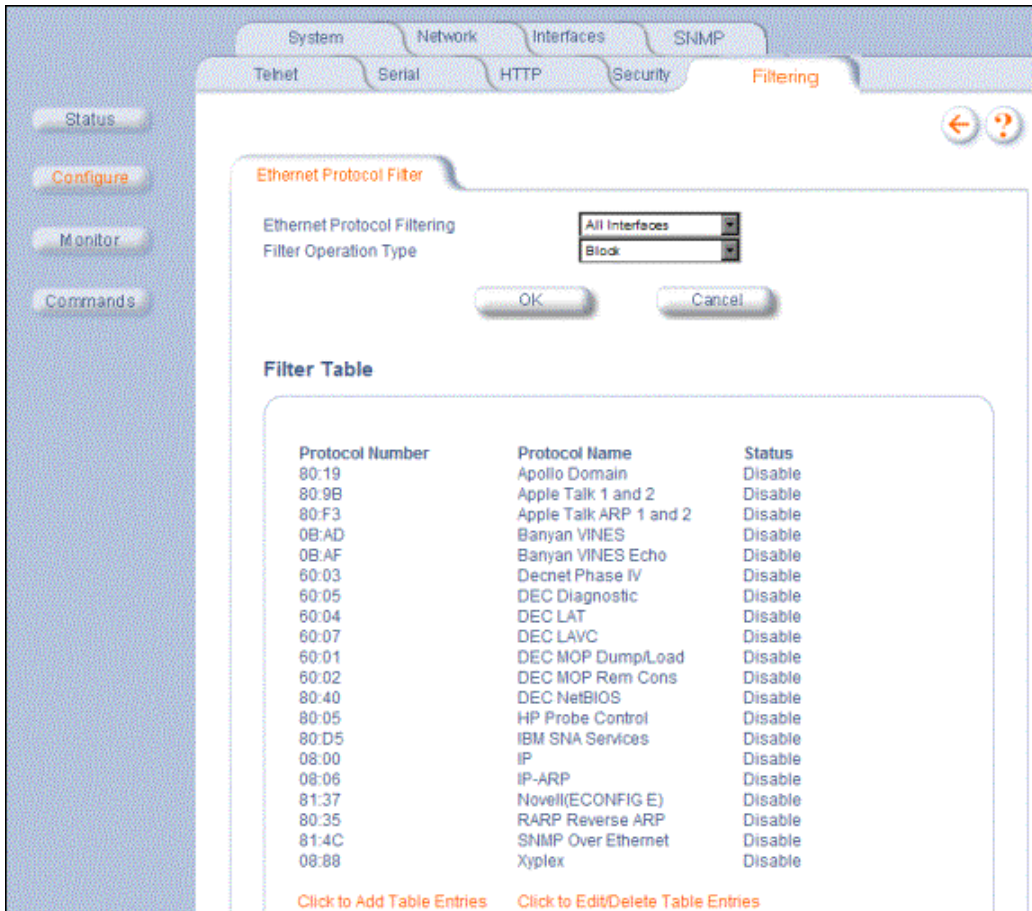 System Network Interfaces SNMP
Telnet Serial HTTP Security Filtering
Status
Configure
Monitor
Commands
?
Ethernet Protocol Filter
Ethernet Protocol Filtering All Interfaces
Filter Operation Type Block
OK Cancel
Filter Table
Protocol Number Protocol Name Status
80:19 Apollo Domain Disable
80:9B Apple Talk 1 and 2 Disable
80:F3 Apple Talk ARP 1 and 2 Disable
0B:AD Banyan VINES Disable
0B:AF Banyan VINES Echo Disable
60:03 Decnet Phase IV Disable
60:05 DEC Diagnostic Disable
60:04 DEC LAT Disable
60:07 DEC LAVC Disable
60:01 DEC MOP Dump/Load Disable
60:02 DEC MOP Rem Cons Disable
80:40 DEC NetBIOS Disable
80:05 HP Probe Control Disable
80:D5 IBM SNA Services Disable
08:00 IP Disable
08:06 IP-ARP Disable
81:37 Novell(ECONFIG E) Disable
80:35 RARP Reverse ARP Disable
81:4C SNMP Over Ethernet Disable
08:88 Xyplex Disable
Click to Add Table Entries Click to Edit/Delete Table Entries